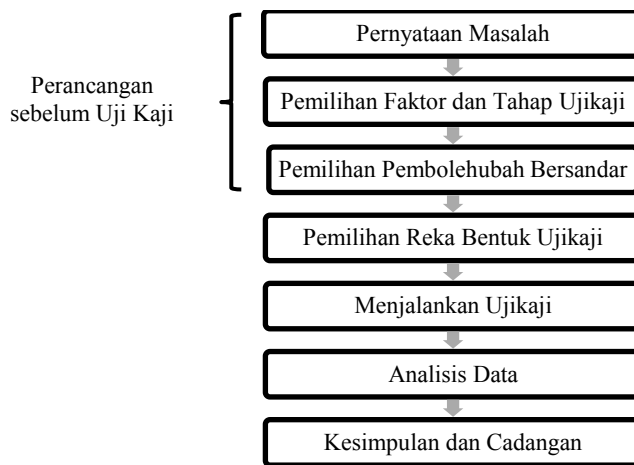 Pernyataan Masalah
Perancangan
sebelum Uji Kaji
Pemilihan Faktor dan Tahap Ujikaji
Pemilihan Pembolehubah Bersandar
Pemilihan Reka Bentuk Ujikaji
Menjalankan Ujikaji
Analisis Data
Kesimpulan dan Cadangan